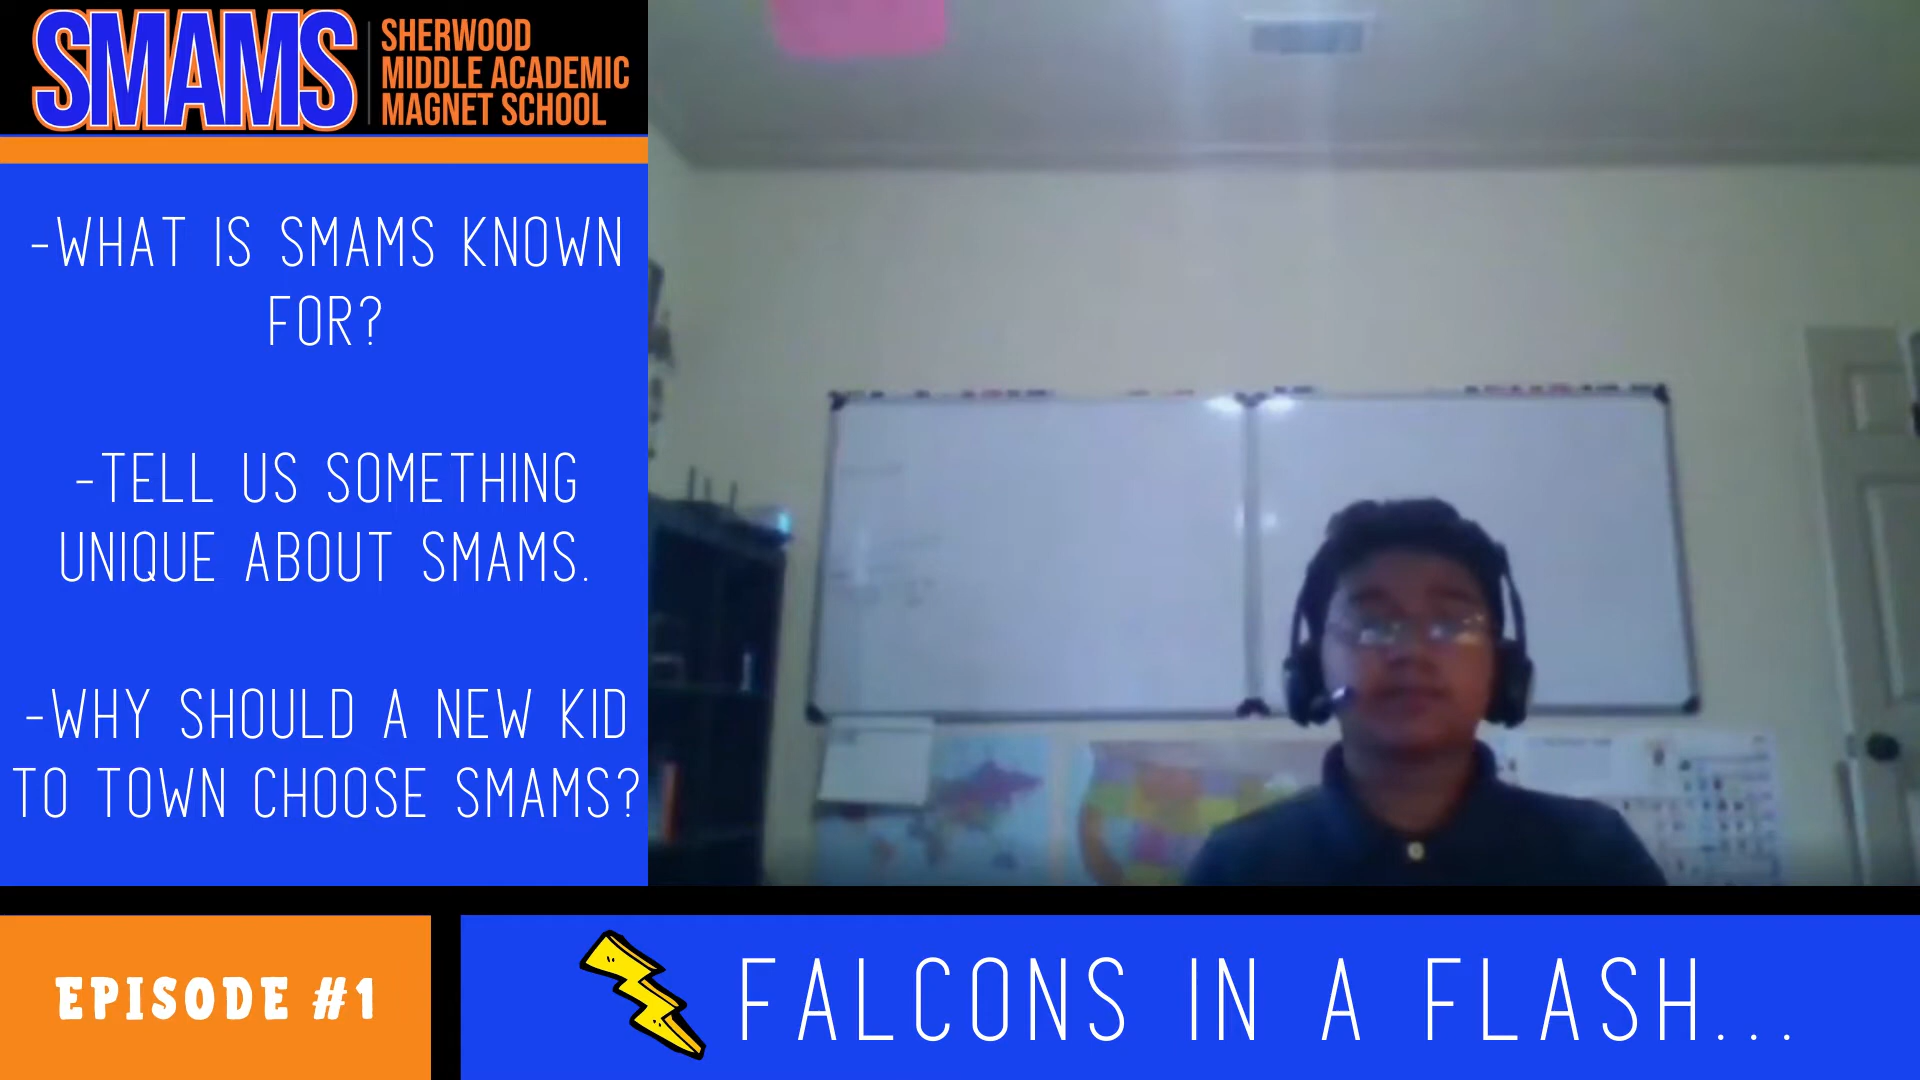 SMAMS
SHERWOOD
MIDDLE ACADEMIC
MAGNET SCHOOL
-WHAT IS SMAMS KNOWN
FOR?
-TELL US SOMETHING
UNIQUE ABOUT SMAMS.
-WHY SHOULD A NEW KID
TO TOWN CHOOSE SMAMS?
EPISODE #1
FALCONS IN A FLASH...